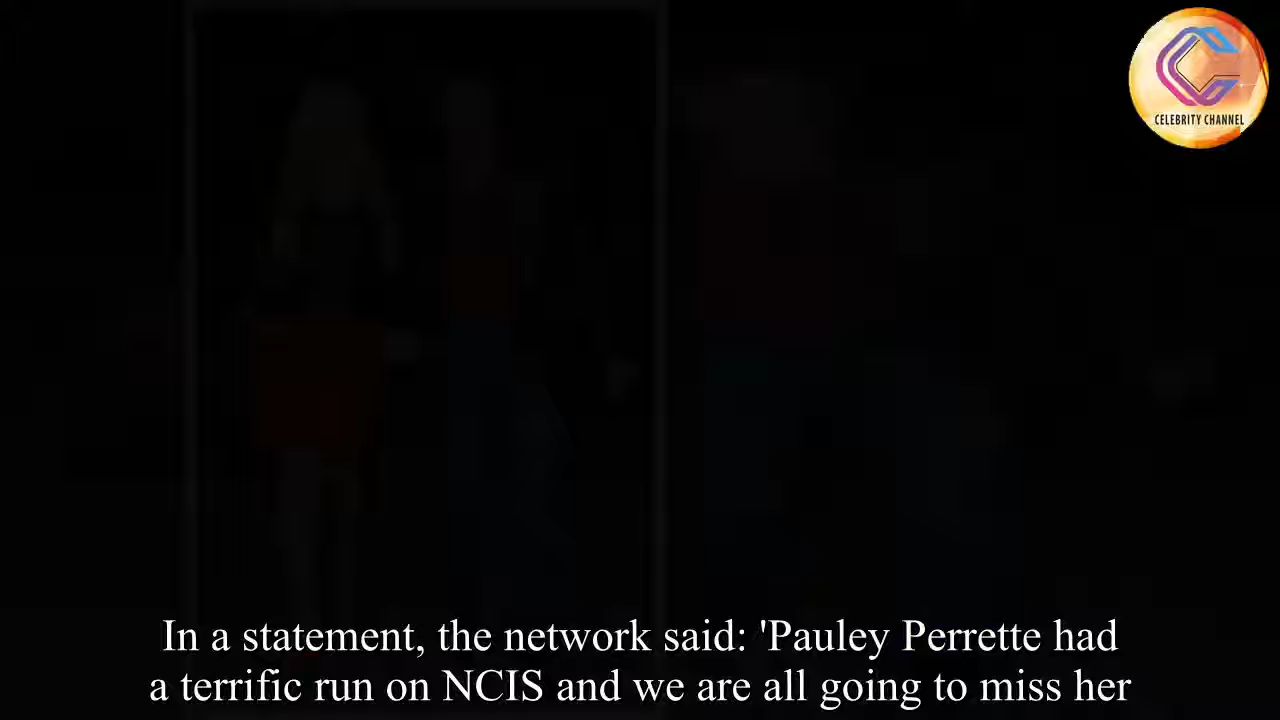 CELEBRITY CHANNEL
In a statement, the network said: 'Pauley Perrette had
a terrific run on NCIS and we are all going to miss her